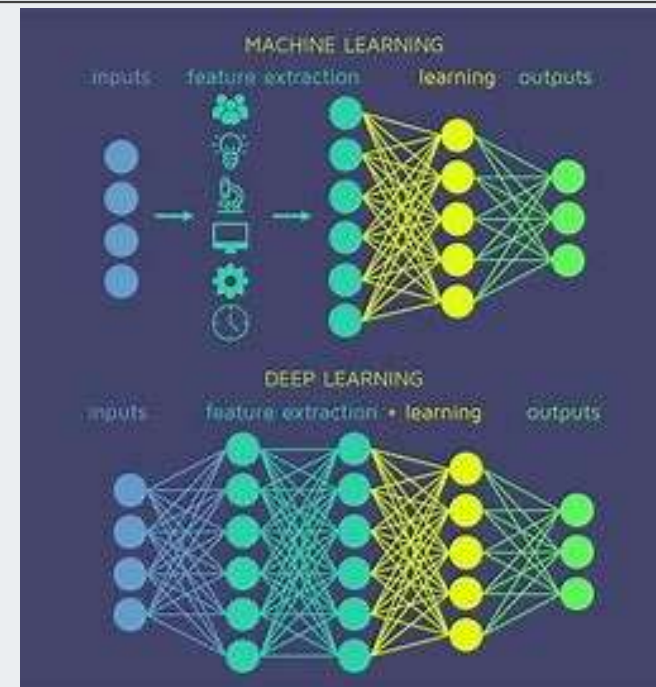 MACHINE LEARNING
inputs feature extraction learning outputs
DEEP LEARNING
inputs feature extraction + learning outputs